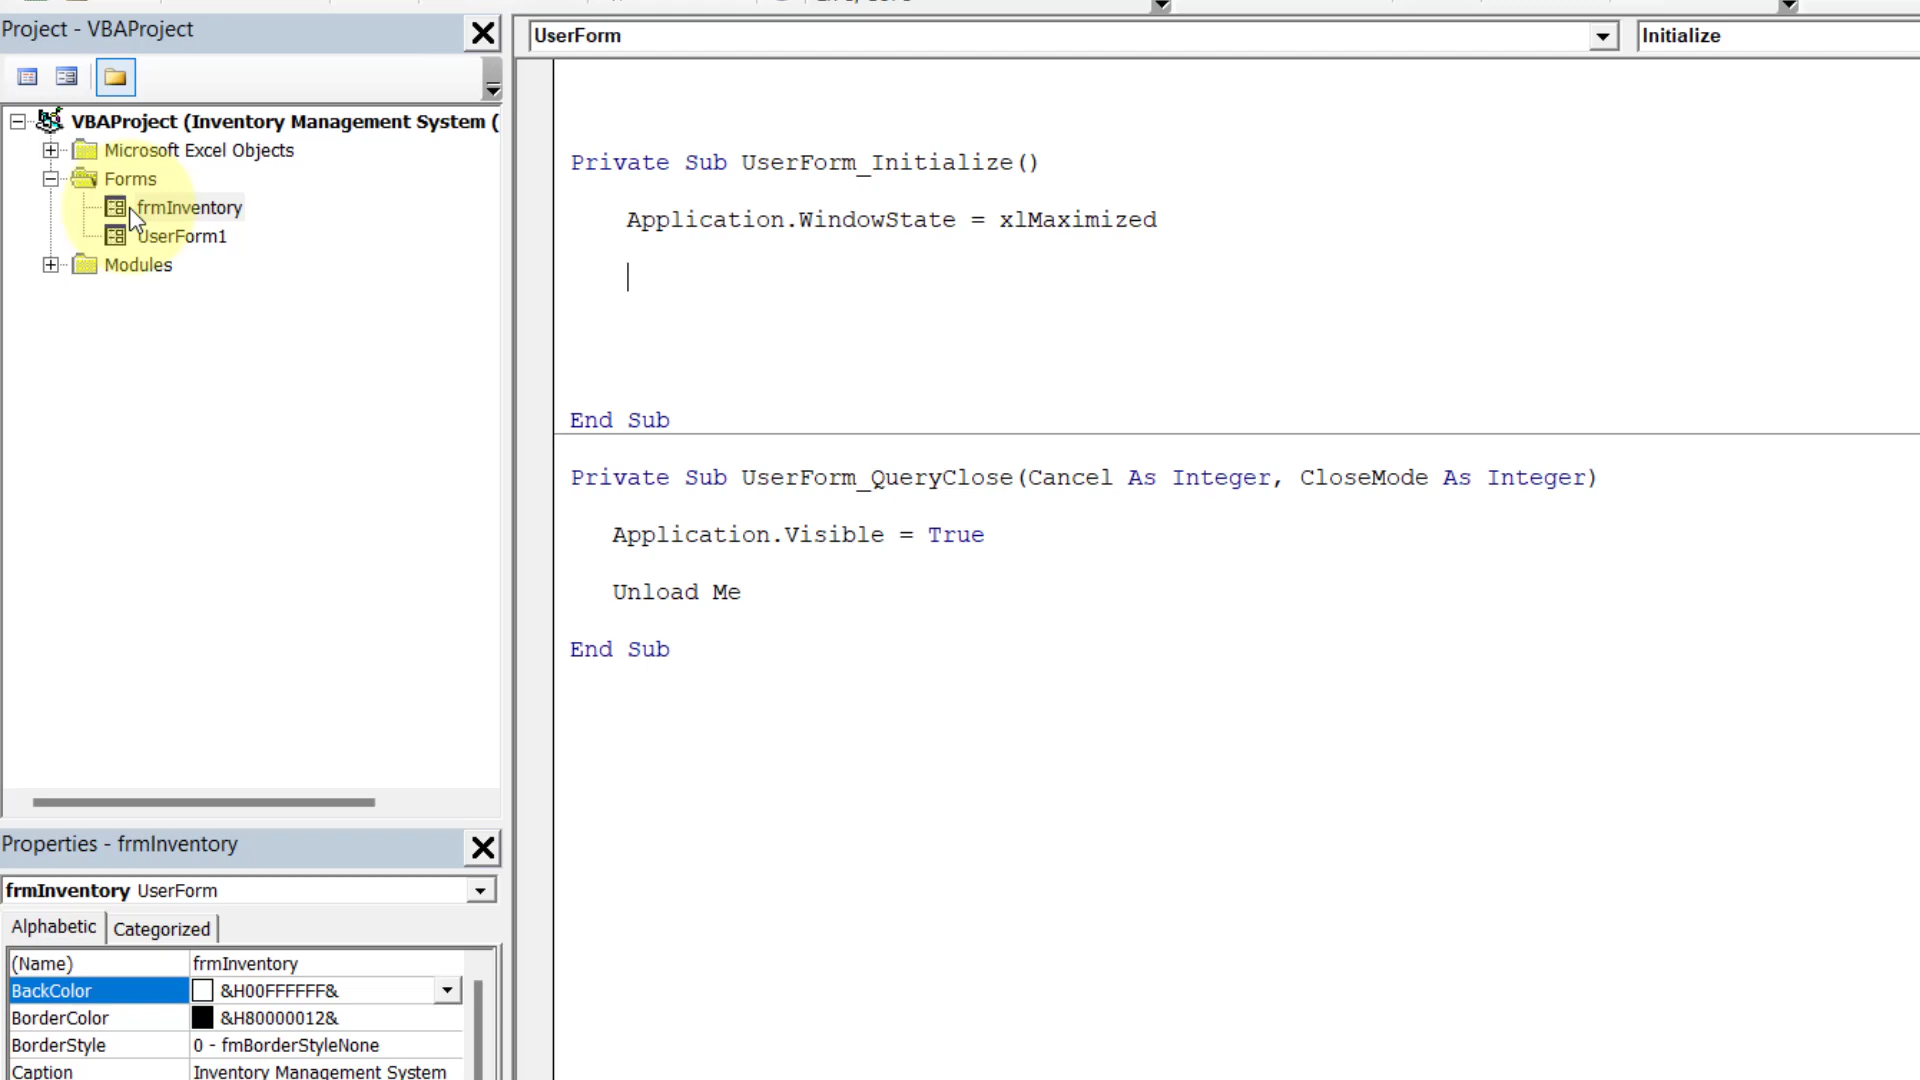 Project - VBAProject
VBAProject (Inventory Management System (
Microsoft Excel Objects
Forms
frmInventory
UserForm1
Modules
Properties - frmInventory
frmInventory UserForm
Alphabetic
Categorized
(Name) frmInventory
BackColor &H00FFFFFF&
BorderColor &H80000012&
BorderStyle 0 - fmBorderStyleNone
Caption Inventory Management System
UserForm
Initialize
Private Sub UserForm_Initialize()
Application.WindowState = xlMaximized
End Sub
Private Sub UserForm_QueryClose(Cancel As Integer, CloseMode As Integer)
Application.Visible = True
Unload Me
End Sub